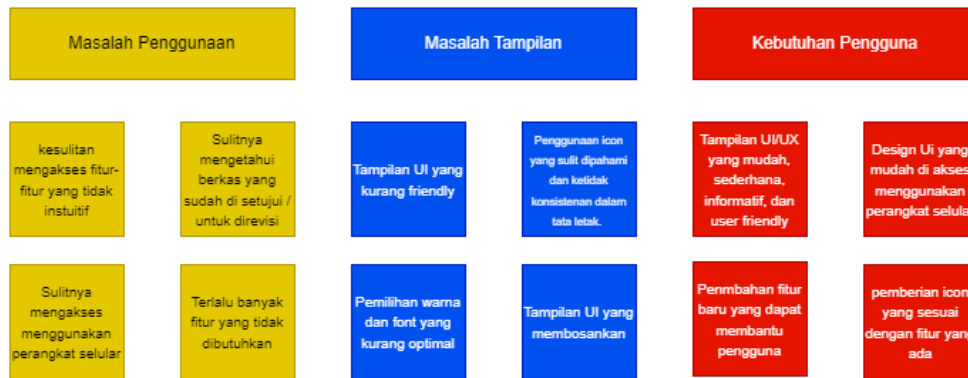 Masalah Penggunaan
Masalah Tampilan
Kebutuhan Pengguna
kesulitan
mengakses fitur-
fitur yang tidak
instuitif
Sulitnya
mengetahui
berkas yang
sudah di setujui /
untuk direvisi
Tampilan UI yang
kurang friendly
Penggunaan icon
yang sulit dipahami
dan ketidak
konsistenan dalam
tata letak.
Tampilan UI/UX
yang mudah,
sederhana,
informatif, dan
user friendly
Design Ui yang
mudah di akses
menggunakan
perangkat selular
Sulitnya
mengakses
menggunakan
perangkat selular
Terlalu banyak
fitur yang tidak
dibutuhkan
Pemilihan warna
dan font yang
kurang optimal
Tampilan UI yang
membosankan
Penmbahan fitur
baru yang dapat
membantu
pengguna
pemberian icon
yang sesuai
dengan fitur yang
ada